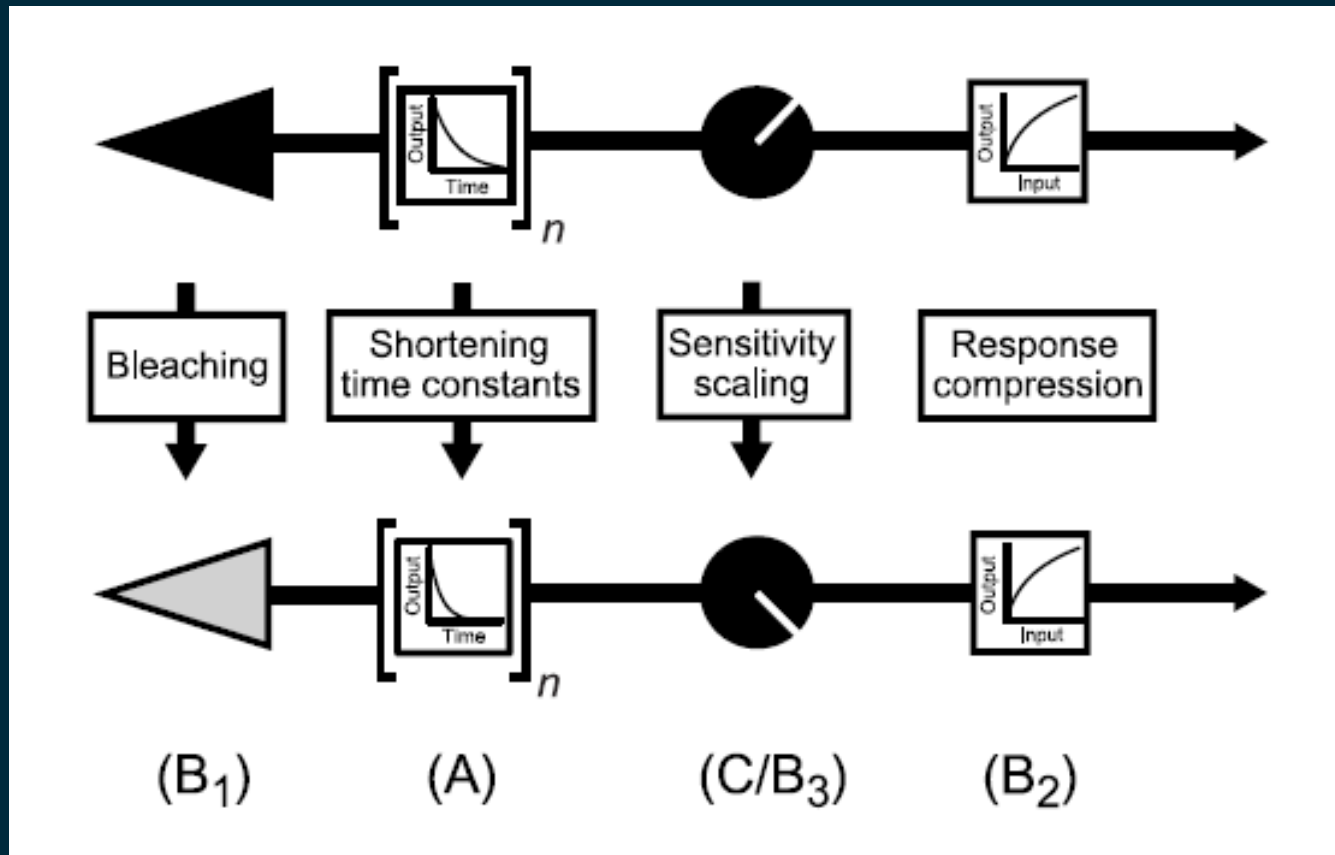 Output
Time
n
Output
Input
Bleaching
Shortening
time constants
Sensitivity
scaling
Response
compression
Output
Time
n
Output
Input
(B₁)
(A)
(C/B₃)
(B₂)